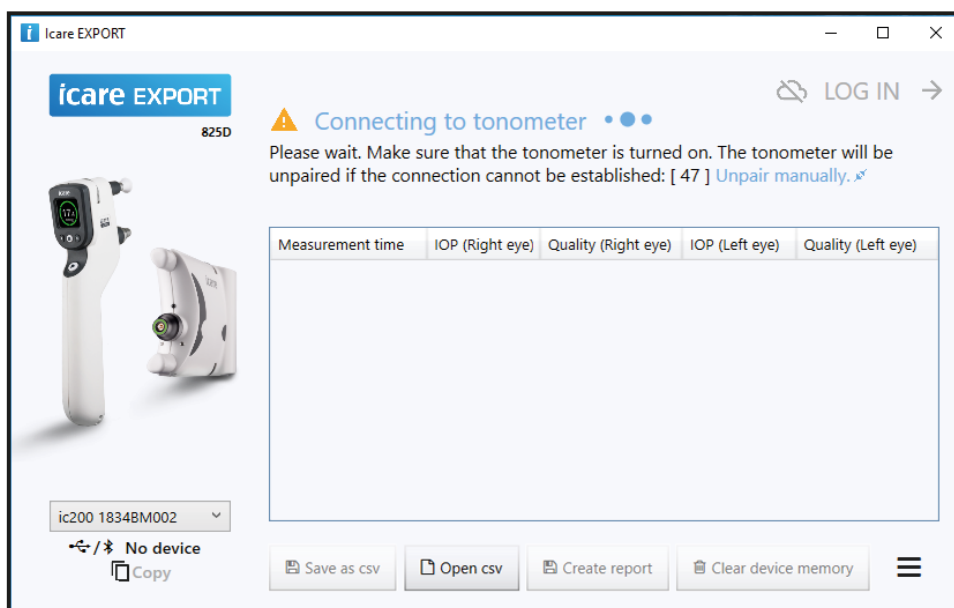 Icare EXPORT
icare EXPORT
825D
LOG IN
Connecting to tonometer
Please wait. Make sure that the tonometer is turned on. The tonometer will be
unpaired if the connection cannot be established: [ 47 ] Unpair manually.
Measurement time IOP (Right eye) Quality (Right eye) IOP (Left eye) Quality (Left eye)
ic200 1834BM002
/ No device
Copy
Save as csv Open csv Create report Clear device memory